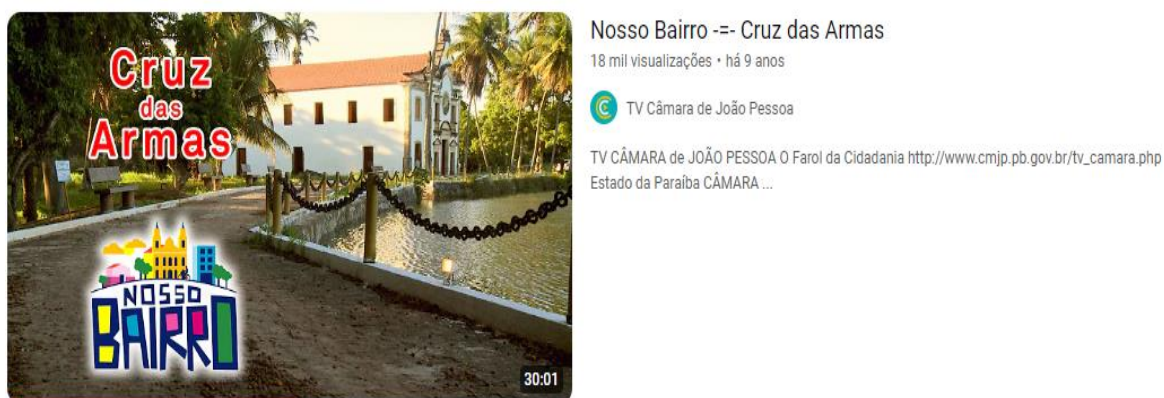 Cruz
das
Armas
NOSSO
BAIRRO
30:01
Nosso Bairro -=- Cruz das Armas
18 mil visualizações • há 9 anos
TV Câmara de João Pessoa
TV CÂMARA de JOÃO PESSOA O Farol da Cidadania http://www.cmjp.pb.gov.br/tv_camara.php
Estado da Paraíba CÂMARA ...